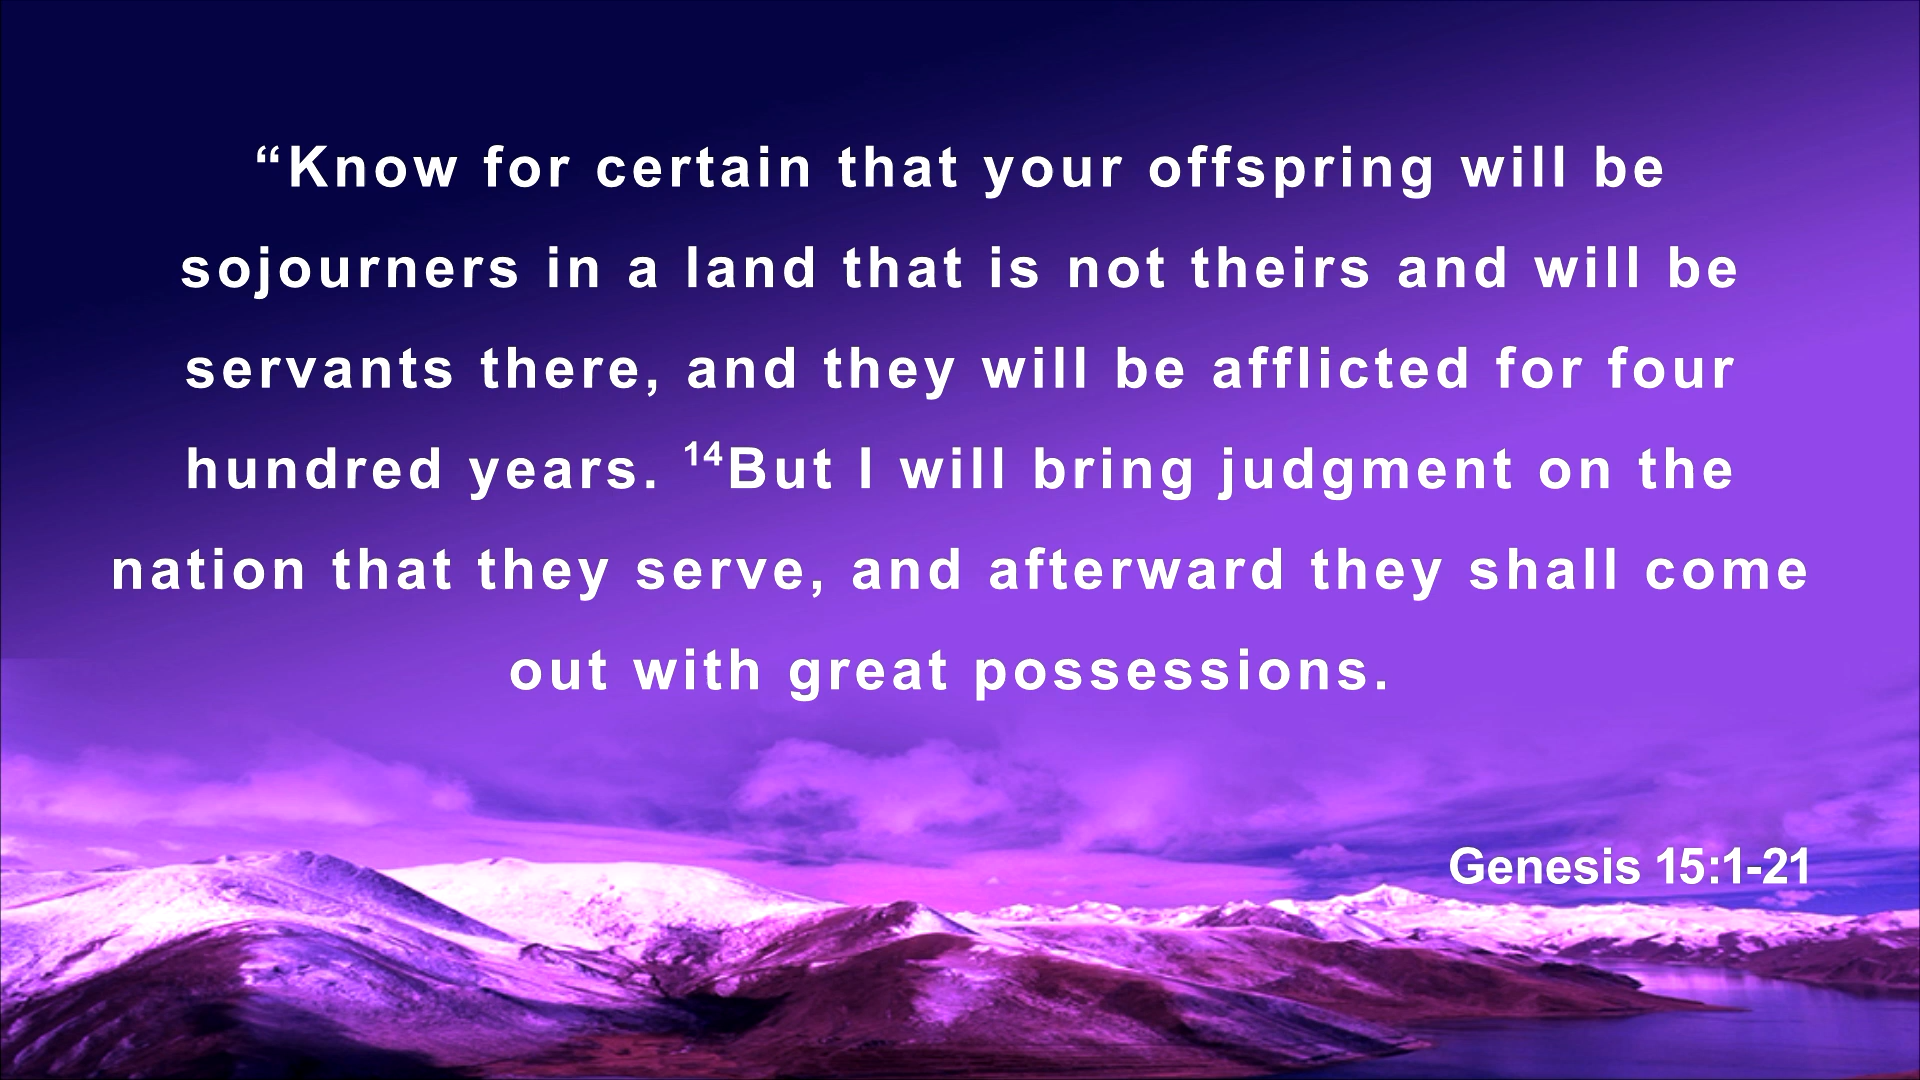 “Know for certain that your offspring will be
sojourners in a land that is not theirs and will be
servants there, and they will be afflicted for four
hundred years. ¹⁴But I will bring judgment on the
nation that they serve, and afterward they shall come
out with great possessions.
Genesis 15:1-21